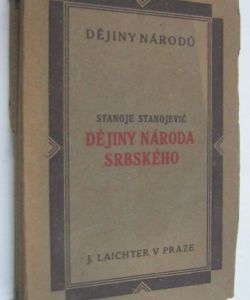 DĚJINY NÁRODŮ
STANOJE STANOJEVIĆ
DĚJINY NÁRODA
SRBSKÉHO
J. LAICHTER V PRAZE